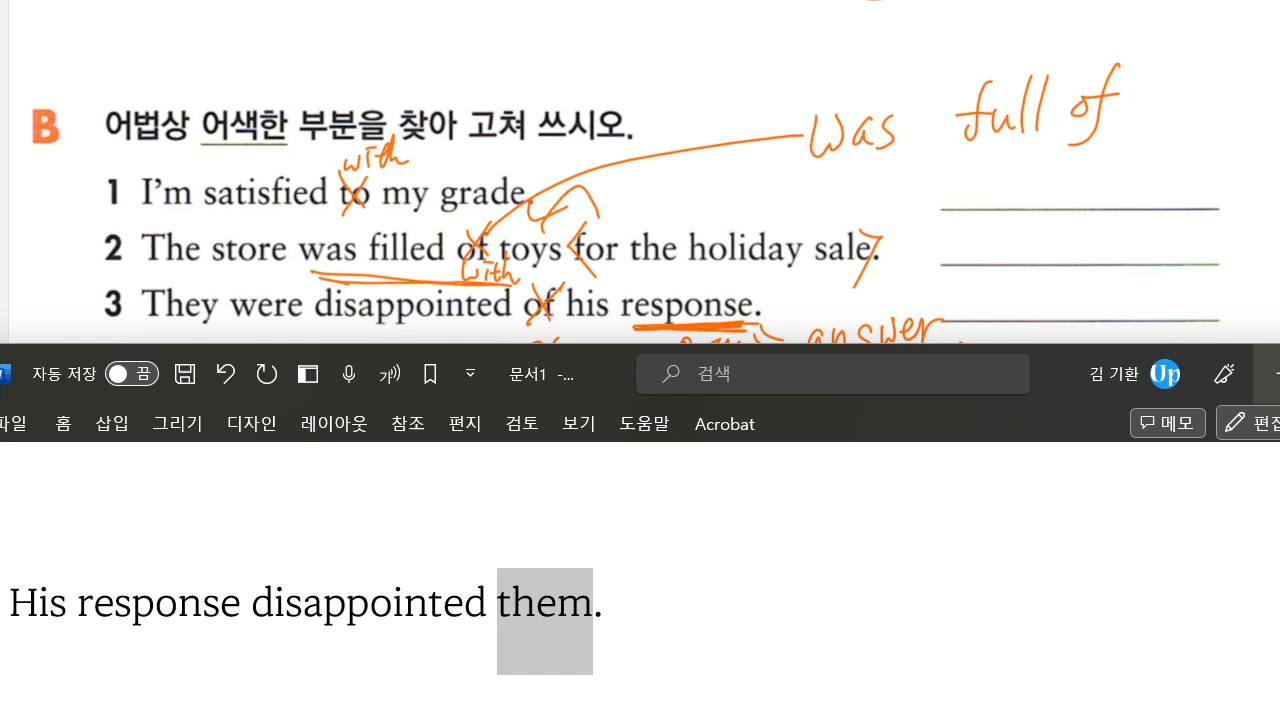 was full of
B 어법상 어색한 부분을 찾아 고쳐 쓰시오.
with
1 I'm satisfied to my grade.
2 The store was filled of toys for the holiday sale.
with
3 They were disappointed of his response.
answer
자동 저장 끔 가 문서1 -... 검색 김 기환 Up
파일 홈 삽입 그리기 디자인 레이아웃 참조 편지 검토 보기 도움말 Acrobat 메모 편집
His response disappointed them.